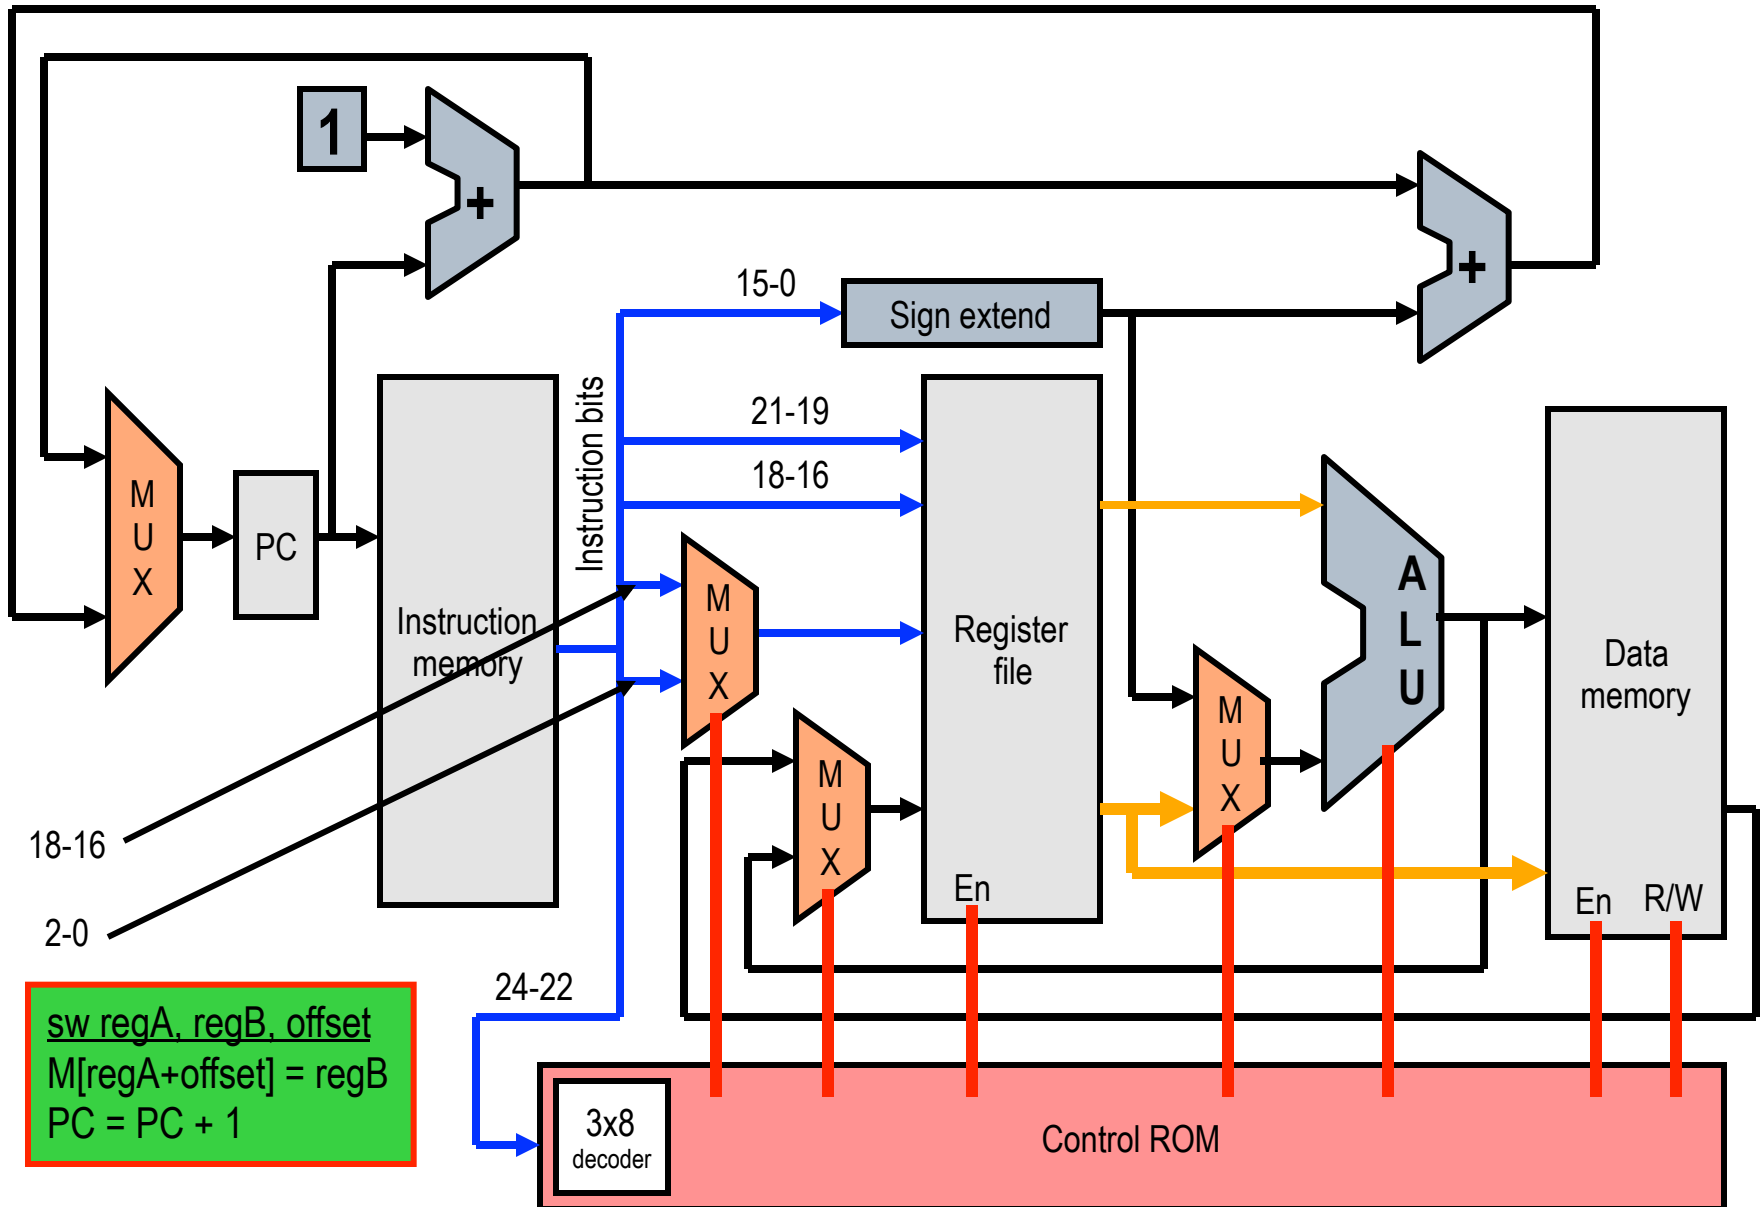 1
+
+
15-0
Sign extend
Instruction bits
21-19
18-16
M
U
X
PC
Instruction
memory
M
U
X
Register
file
A
L
U
Data
memory
M
U
X
M
U
X
18-16
2-0
En
En
R/W
24-22
sw regA, regB, offset
M[regA+offset] = regB
PC = PC + 1
3x8
decoder
Control ROM